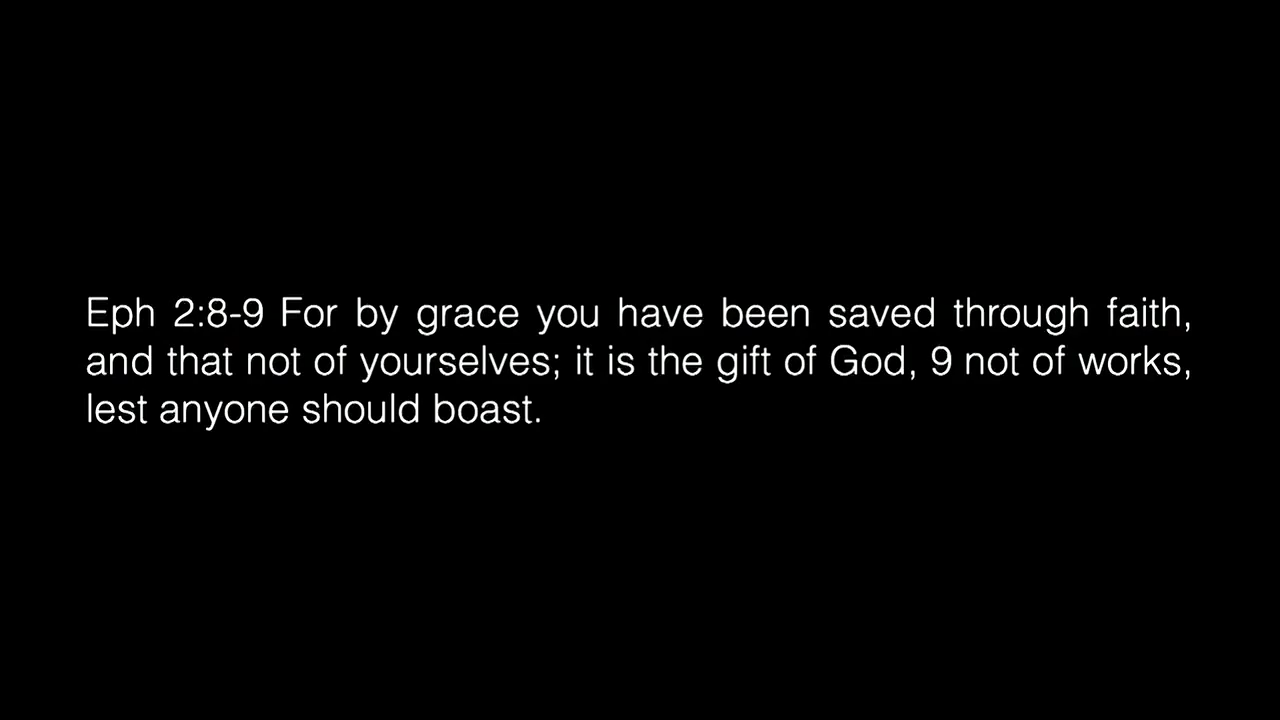 Eph 2:8-9 For by grace you have been saved through faith,
and that not of yourselves; it is the gift of God, 9 not of works,
lest anyone should boast.